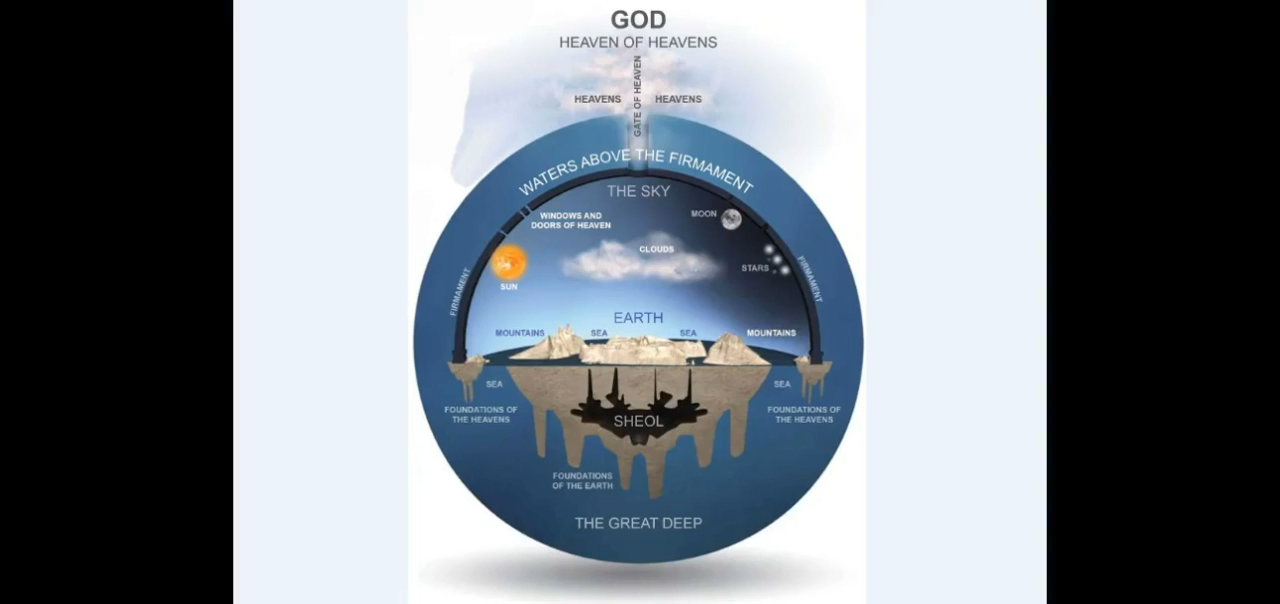 GOD
HEAVEN OF HEAVENS
GATE OF HEAVEN
HEAVENS
HEAVENS
WATERS ABOVE THE FIRMAMENT
THE SKY
WINDOWS AND
DOORS OF HEAVEN
MOON
CLOUDS
STARS
SUN
FIRMAMENT
FIRMAMENT
EARTH
MOUNTAINS
SEA
SEA
MOUNTAINS
SEA
SEA
FOUNDATIONS OF
THE HEAVENS
FOUNDATIONS OF
THE HEAVENS
SHEOL
FOUNDATIONS
OF THE EARTH
THE GREAT DEEP